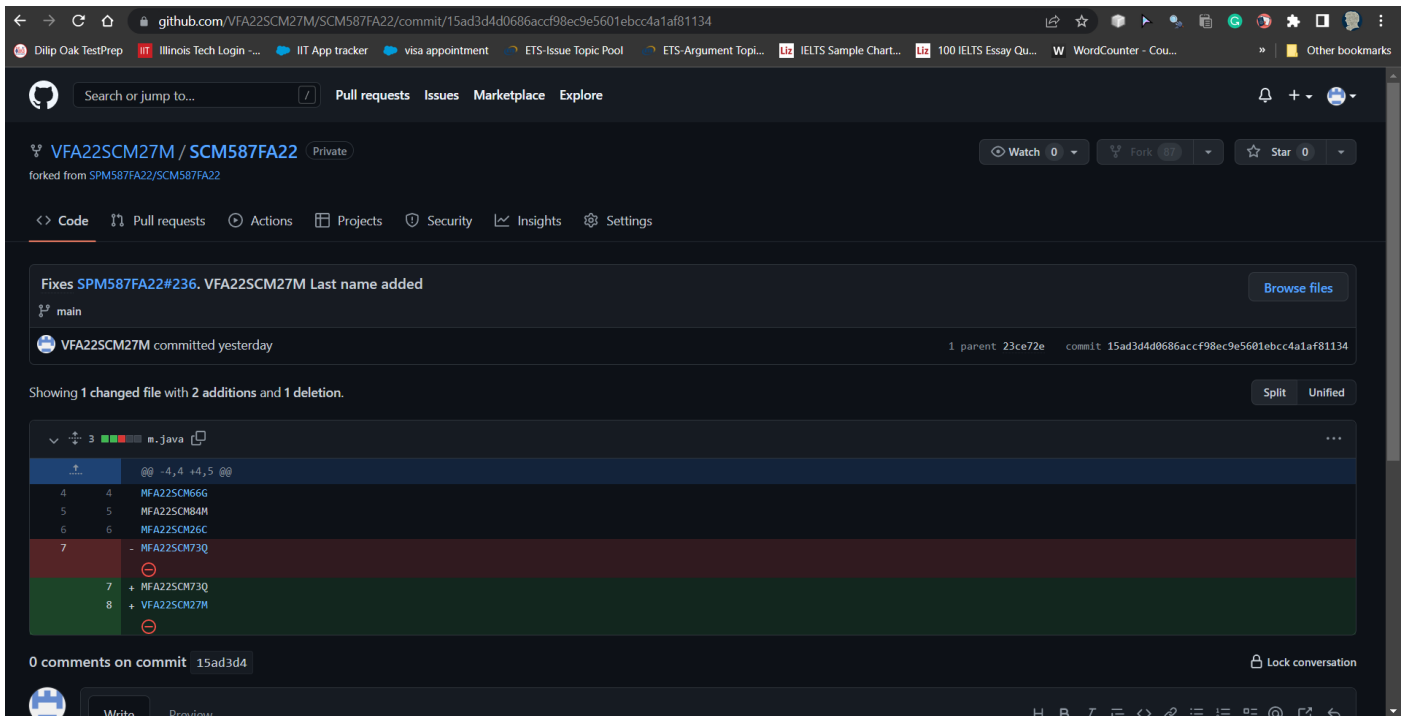 github.com/VFA22SCM27M/SCM587FA22/commit/15ad3d4d0686accf98ec9e5601ebcc4a1af81134
Dilip Oak TestPrep IIT Illinois Tech Login -... IIT App tracker visa appointment ETS-Issue Topic Pool ETS-Argument Topi... Liz IELTS Sample Chart... Liz 100 IELTS Essay Qu... W WordCounter - Cou... » Other bookmarks
Search or jump to... / Pull requests Issues Marketplace Explore
VFA22SCM27M / SCM587FA22 Private Watch 0 Fork 87 Star 0
forked from SPM587FA22/SCM587FA22
<> Code Pull requests Actions Projects Security Insights Settings
Fixes SPM587FA22#236. VFA22SCM27M Last name added Browse files
main
VFA22SCM27M committed yesterday 1 parent 23ce72e commit 15ad3d4d0686accf98ec9e5601ebcc4a1af81134
Showing 1 changed file with 2 additions and 1 deletion. Split Unified
3 m.java ...
@@ -4,4 +4,5 @@
4 4 MFA22SCM66G
5 5 MFA22SCM84M
6 6 MFA22SCM26C
7 - MFA22SCM73Q
7 + MFA22SCM73Q
8 + VFA22SCM27M
0 comments on commit 15ad3d4 Lock conversation
Write Preview H B I